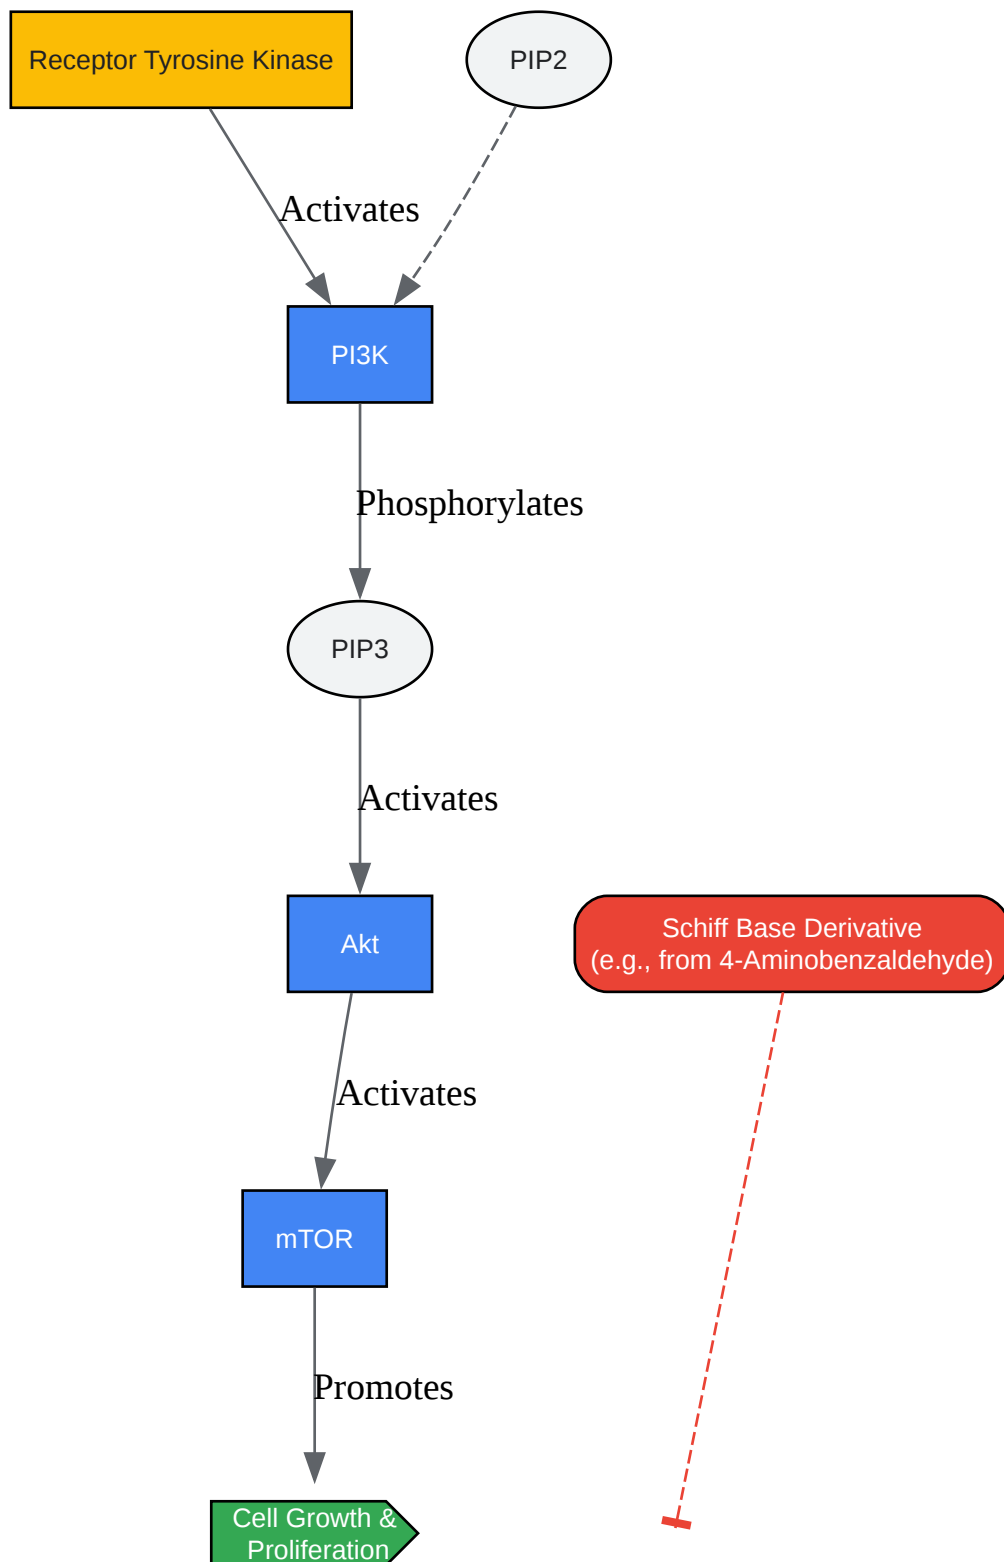 Receptor Tyrosine Kinase
PIP2
Activates
PI3K
Phosphorylates
PIP3
Activates
Akt
Schiff Base Derivative
(e.g., from 4-Aminobenzaldehyde)
Activates
mTOR
Promotes
Cell Growth &
Proliferation